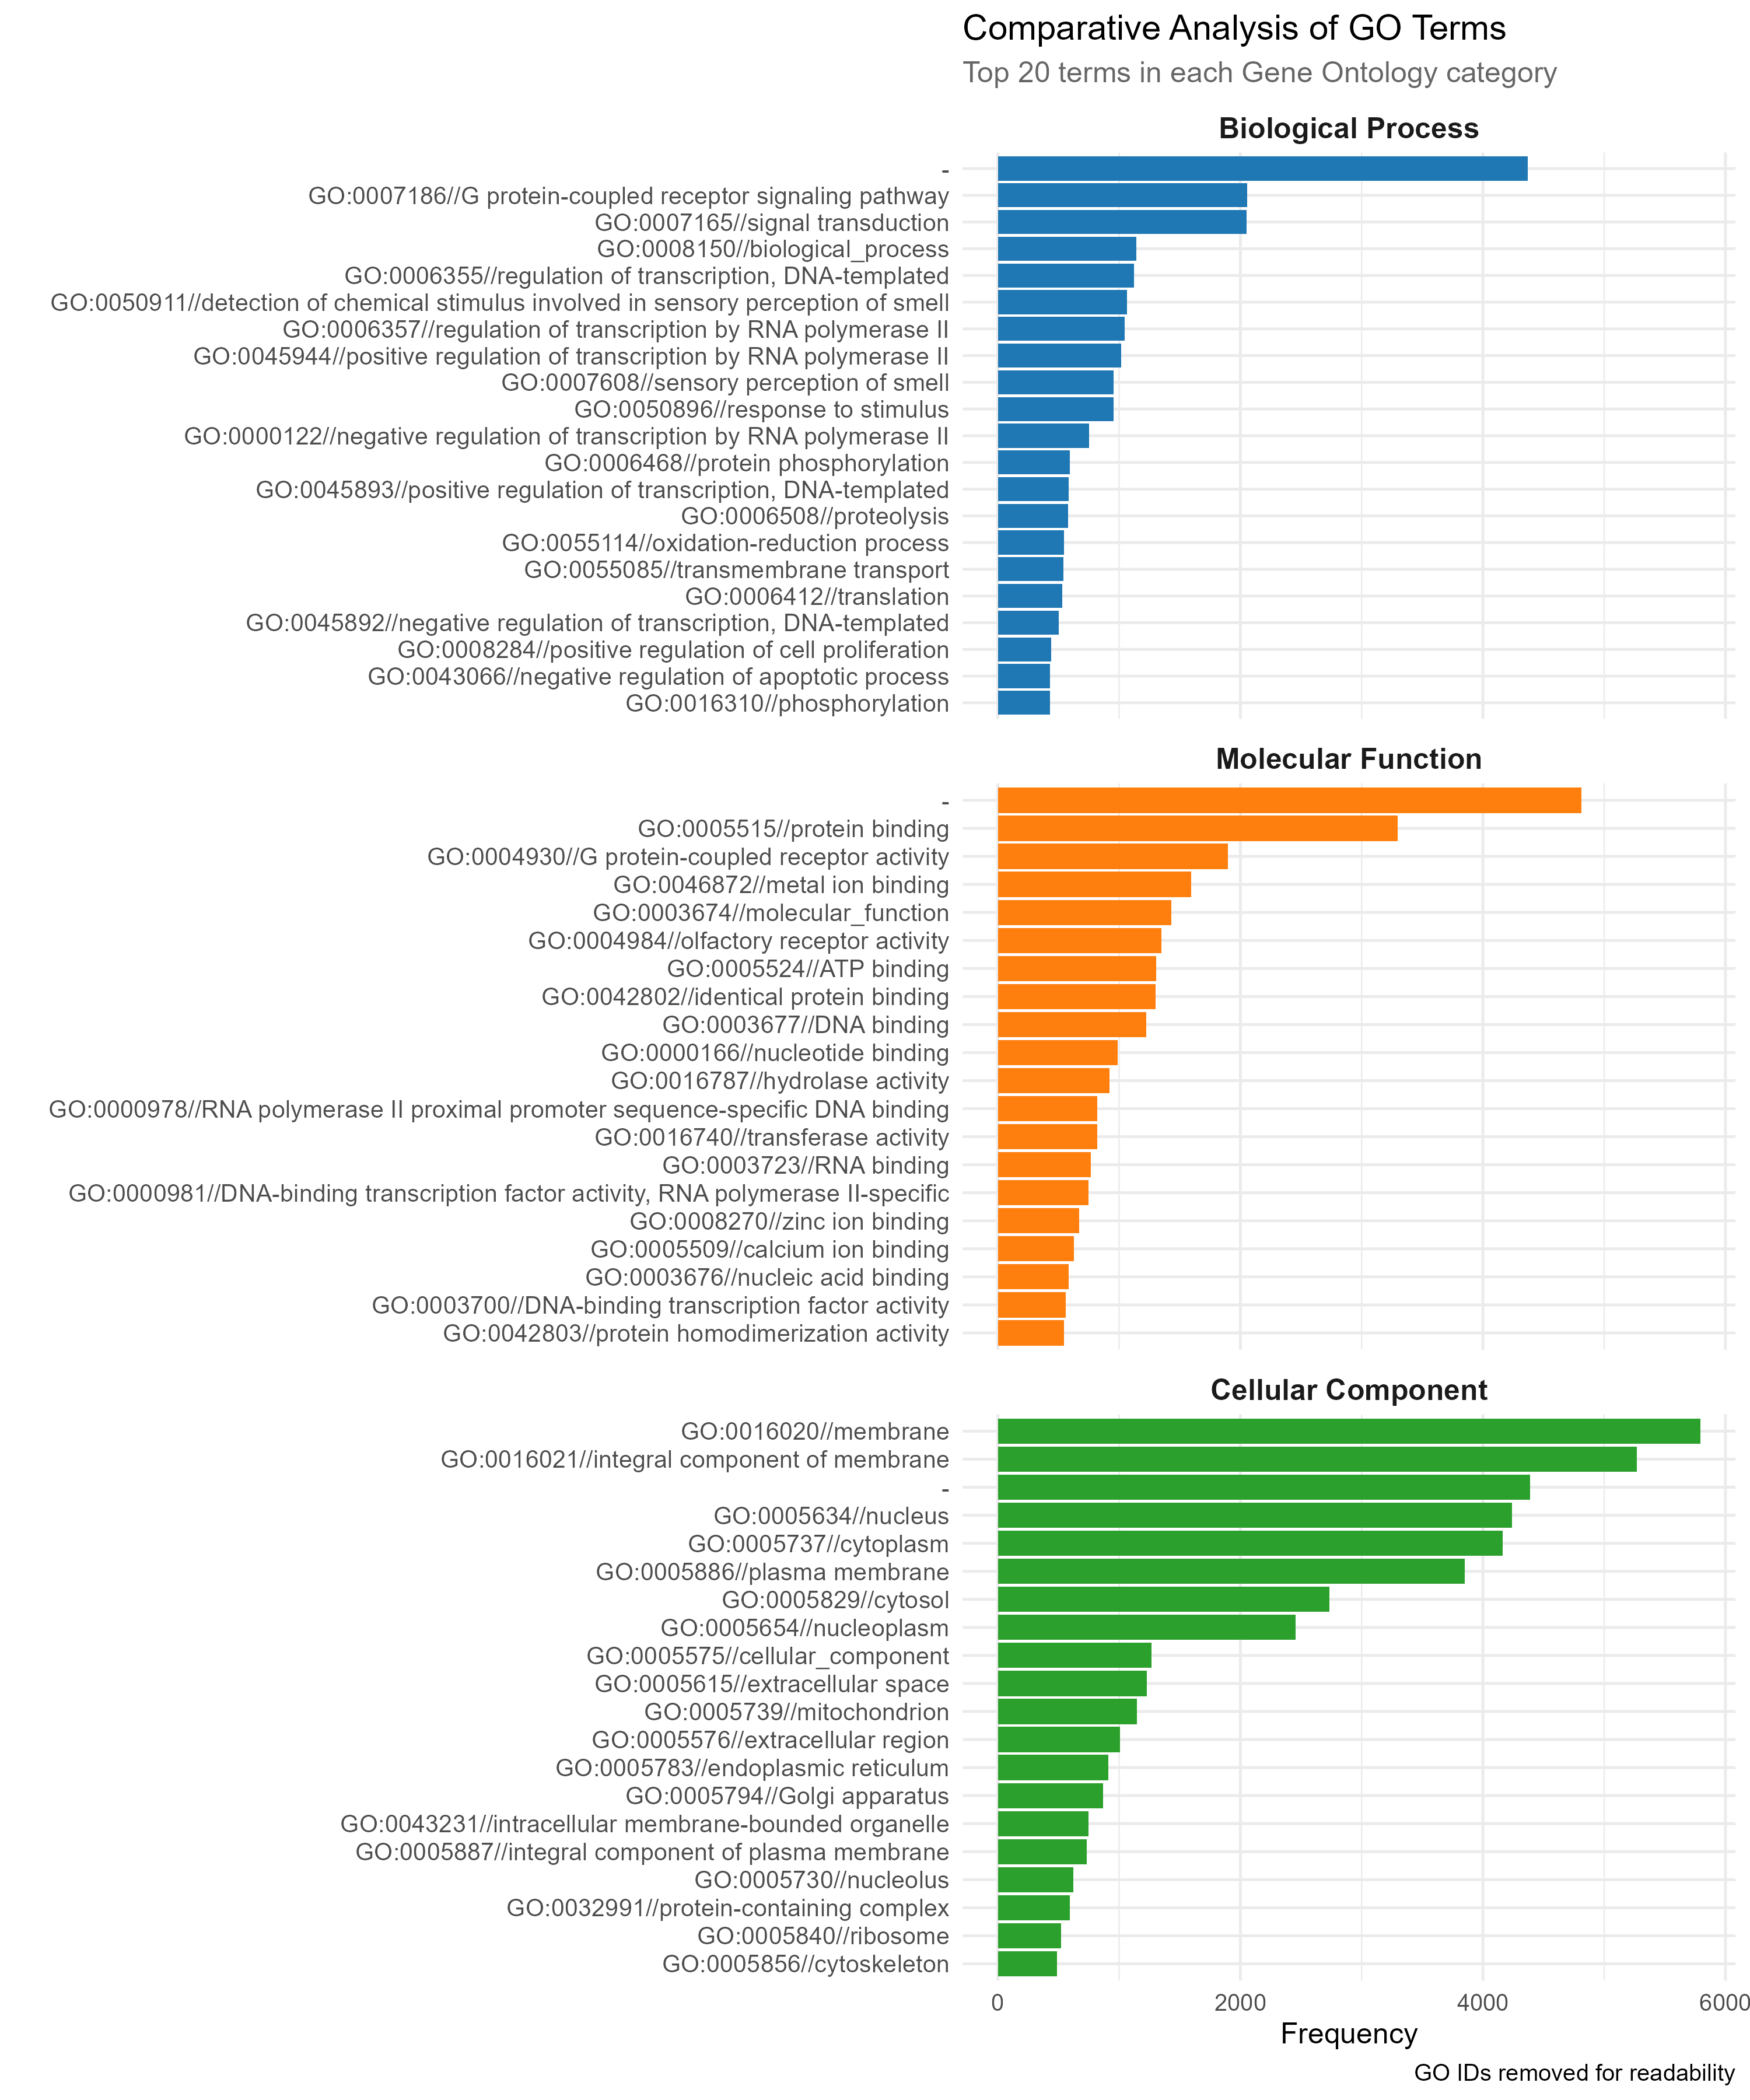 Comparative Analysis of GO Terms
Top 20 terms in each Gene Ontology category
Biological Process
-
GO:0007186//G protein-coupled receptor signaling pathway
GO:0007165//signal transduction
GO:0008150//biological_process
GO:0006355//regulation of transcription, DNA-templated
GO:0050911//detection of chemical stimulus involved in sensory perception of smell
GO:0006357//regulation of transcription by RNA polymerase II
GO:0045944//positive regulation of transcription by RNA polymerase II
GO:0007608//sensory perception of smell
GO:0050896//response to stimulus
GO:0000122//negative regulation of transcription by RNA polymerase II
GO:0006468//protein phosphorylation
GO:0045893//positive regulation of transcription, DNA-templated
GO:0006508//proteolysis
GO:0055114//oxidation-reduction process
GO:0055085//transmembrane transport
GO:0006412//translation
GO:0045892//negative regulation of transcription, DNA-templated
GO:0008284//positive regulation of cell proliferation
GO:0043066//negative regulation of apoptotic process
GO:0016310//phosphorylation
Molecular Function
-
GO:0005515//protein binding
GO:0004930//G protein-coupled receptor activity
GO:0046872//metal ion binding
GO:0003674//molecular_function
GO:0004984//olfactory receptor activity
GO:0005524//ATP binding
GO:0042802//identical protein binding
GO:0003677//DNA binding
GO:0000166//nucleotide binding
GO:0016787//hydrolase activity
GO:0000978//RNA polymerase II proximal promoter sequence-specific DNA binding
GO:0016740//transferase activity
GO:0003723//RNA binding
GO:0000981//DNA-binding transcription factor activity, RNA polymerase II-specific
GO:0008270//zinc ion binding
GO:0005509//calcium ion binding
GO:0003676//nucleic acid binding
GO:0003700//DNA-binding transcription factor activity
GO:0042803//protein homodimerization activity
Cellular Component
GO:0016020//membrane
GO:0016021//integral component of membrane
-
GO:0005634//nucleus
GO:0005737//cytoplasm
GO:0005886//plasma membrane
GO:0005829//cytosol
GO:0005654//nucleoplasm
GO:0005575//cellular_component
GO:0005615//extracellular space
GO:0005739//mitochondrion
GO:0005576//extracellular region
GO:0005783//endoplasmic reticulum
GO:0005794//Golgi apparatus
GO:0043231//intracellular membrane-bounded organelle
GO:0005887//integral component of plasma membrane
GO:0005730//nucleolus
GO:0032991//protein-containing complex
GO:0005840//ribosome
GO:0005856//cytoskeleton
0 2000 4000 6000
Frequency
GO IDs removed for readability